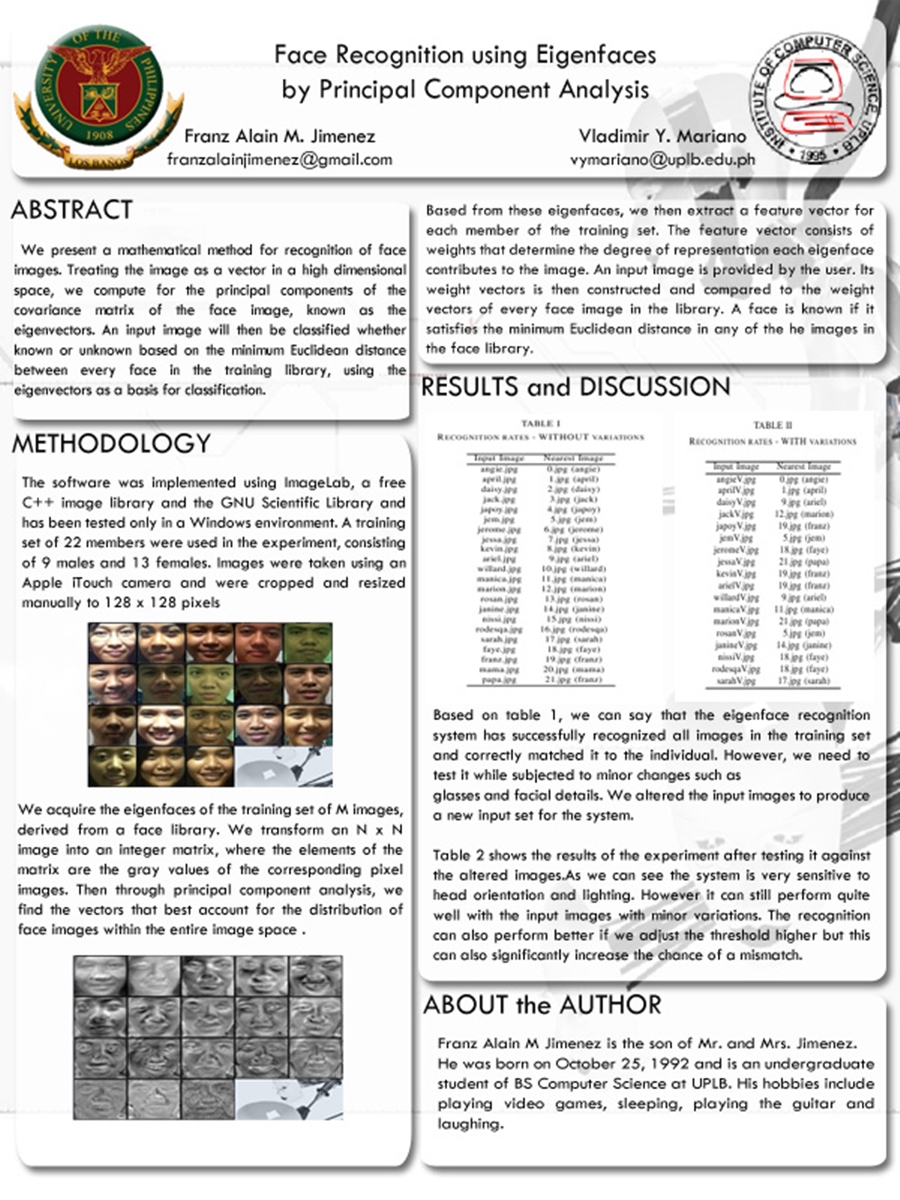 UNIVERSITY OF THE PHILIPPINES
1908
LOS BAÑOS
Face Recognition using Eigenfaces
by Principal Component Analysis
Franz Alain M. Jimenez
franzalainjimenez@gmail.com
Vladimir Y. Mariano
vymariano@uplb.edu.ph
INSTITUTE OF COMPUTER SCIENCE, UPLB
1995
ABSTRACT
We present a mathematical method for recognition of face
images. Treating the image as a vector in a high dimensional
space, we compute for the principal components of the
covariance matrix of the face image, known as the
eigenvectors. An input image will then be classified whether
known or unknown based on the minimum Euclidean distance
between every face in the training library, using the
eigenvectors as a basis for classification.
METHODOLOGY
The software was implemented using ImageLab, a free
C++ image library and the GNU Scientific Library and
has been tested only in a Windows environment. A training
set of 22 members were used in the experiment, consisting
of 9 males and 13 females. Images were taken using an
Apple iTouch camera and were cropped and resized
manually to 128 x 128 pixels
We acquire the eigenfaces of the training set of M images,
derived from a face library. We transform an N x N
image into an integer matrix, where the elements of the
matrix are the gray values of the corresponding pixel
images. Then through principal component analysis, we
find the vectors that best account for the distribution of
face images within the entire image space .
Based from these eigenfaces, we then extract a feature vector for
each member of the training set. The feature vector consists of
weights that determine the degree of representation each eigenface
contributes to the image. An input image is provided by the user. Its
weight vectors is then constructed and compared to the weight
vectors of every face image in the library. A face is known if it
satisfies the minimum Euclidean distance in any of the he images in
the face library.
RESULTS and DISCUSSION
TABLE I
RECOGNITION RATES - WITHOUT VARIATIONS
Input Image Nearest Image
angie.jpg 0.jpg (angie)
april.jpg 1.jpg (april)
daisy.jpg 2.jpg (daisy)
jack.jpg 3.jpg (jack)
japoy.jpg 4.jpg (japoy)
jem.jpg 5.jpg (jem)
jerome.jpg 6.jpg (jerome)
jessa.jpg 7.jpg (jessa)
kevin.jpg 8.jpg (kevin)
ariel.jpg 9.jpg (ariel)
willard.jpg 10.jpg (willard)
manica.jpg 11.jpg (manica)
marion.jpg 12.jpg (marion)
rosan.jpg 13.jpg (rosan)
janine.jpg 14.jpg (janine)
nissi.jpg 15.jpg (nissi)
rodesqa.jpg 16.jpg (rodesqa)
sarah.jpg 17.jpg (sarah)
faye.jpg 18.jpg (faye)
franz.jpg 19.jpg (franz)
mama.jpg 20.jpg (mama)
papa.jpg 21.jpg (franz)
TABLE II
RECOGNITION RATES - WITH VARIATIONS
Input Image Nearest Image
angieV.jpg 0.jpg (angie)
aprilV.jpg 1.jpg (april)
daisyV.jpg 9.jpg (ariel)
jackV.jpg 12.jpg (marion)
japoyV.jpg 19.jpg (franz)
jemV.jpg 5.jpg (jem)
jeromeV.jpg 18.jpg (faye)
jessaV.jpg 21.jpg (papa)
kevinV.jpg 19.jpg (franz)
arielV.jpg 19.jpg (franz)
willardV.jpg 9.jpg (ariel)
manicaV.jpg 11.jpg (manica)
marionV.jpg 21.jpg (papa)
rosanV.jpg 5.jpg (jem)
janineV.jpg 14.jpg (janine)
nissiV.jpg 18.jpg (faye)
rodesqaV.jpg 18.jpg (faye)
sarahV.jpg 17.jpg (sarah)
Based on table 1, we can say that the eigenface recognition
system has successfully recognized all images in the training set
and correctly matched it to the individual. However, we need to
test it while subjected to minor changes such as
glasses and facial details. We altered the input images to produce
a new input set for the system.
Table 2 shows the results of the experiment after testing it against
the altered images.As we can see the system is very sensitive to
head orientation and lighting. However it can still perform quite
well with the input images with minor variations. The recognition
can also perform better if we adjust the threshold higher but this
can also significantly increase the chance of a mismatch.
ABOUT the AUTHOR
Franz Alain M Jimenez is the son of Mr. and Mrs. Jimenez.
He was born on October 25, 1992 and is an undergraduate
student of BS Computer Science at UPLB. His hobbies include
playing video games, sleeping, playing the guitar and
laughing.